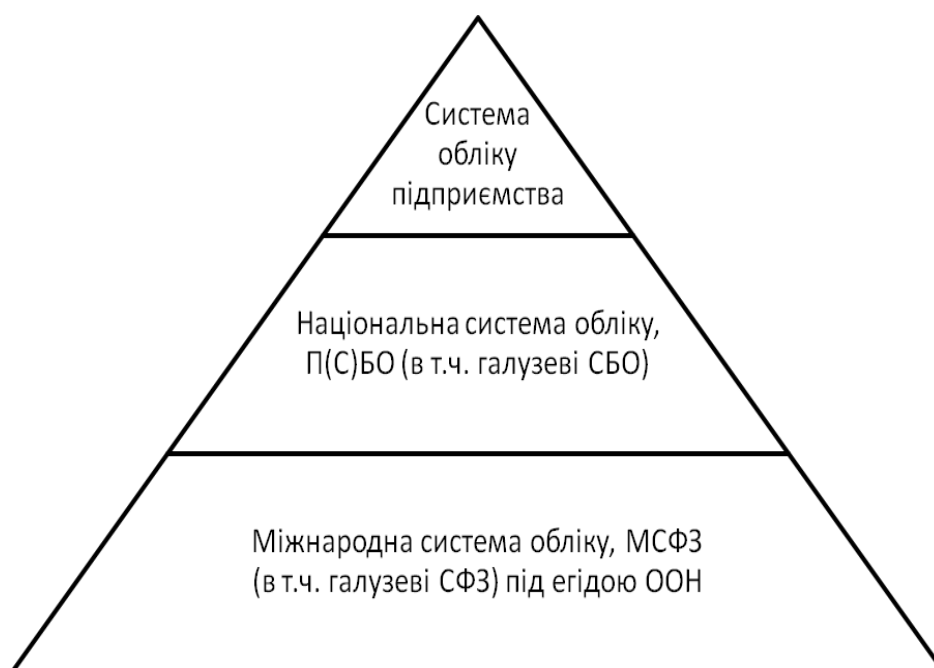 Система
обліку
підприємства
Національна система обліку,
П(С)БО (в т.ч. галузеві СБО)
Міжнародна система обліку, МСФЗ
(в т.ч. галузеві СФЗ) під егідою ООН